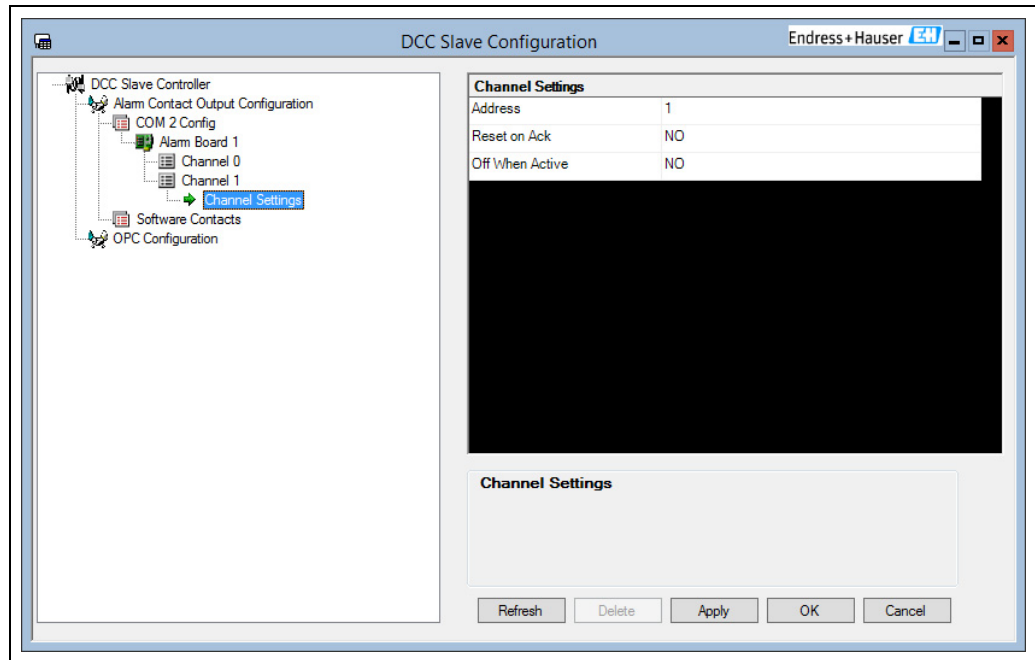 DCC Slave Configuration
Endress+Hauser EH
DCC Slave Controller
Alarm Contact Output Configuration
COM 2 Config
Alarm Board 1
Channel 0
Channel 1
Channel Settings
Software Contacts
OPC Configuration
Channel Settings
Address 1
Reset on Ack NO
Off When Active NO
Channel Settings
Refresh Delete Apply OK Cancel